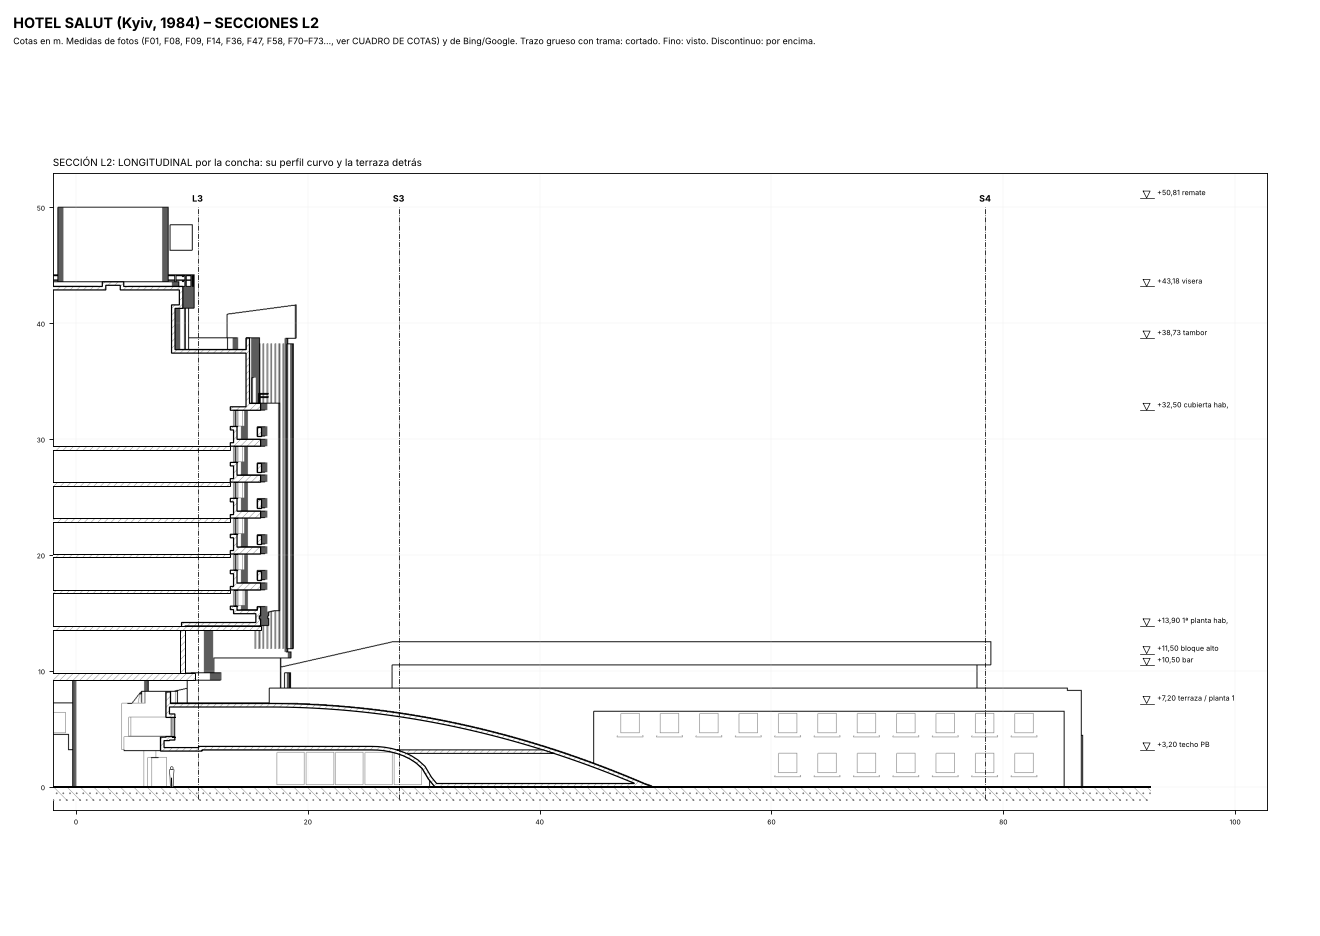 HOTEL SALUT (Kyiv, 1984) – SECCIONES L2
Cotas en m. Medidas de fotos (F01, F08, F09, F14, F36, F47, F58, F70–F73..., ver CUADRO DE COTAS) y de Bing/Google. Trazo grueso con trama: cortado. Fino: visto. Discontinuo: por encima.
SECCIÓN L2: LONGITUDINAL por la concha: su perfil curvo y la terraza detrás
L3
S3
S4
+50,81 remate
50
+43,18 visera
40
+38,73 tambor
+32,50 cubierta hab,
30
20
+13,90 1ª planta hab,
+11,50 bloque alto
+10,50 bar
10
+7,20 terraza / planta 1
+3,20 techo PB
0
0 20 40 60 80 100